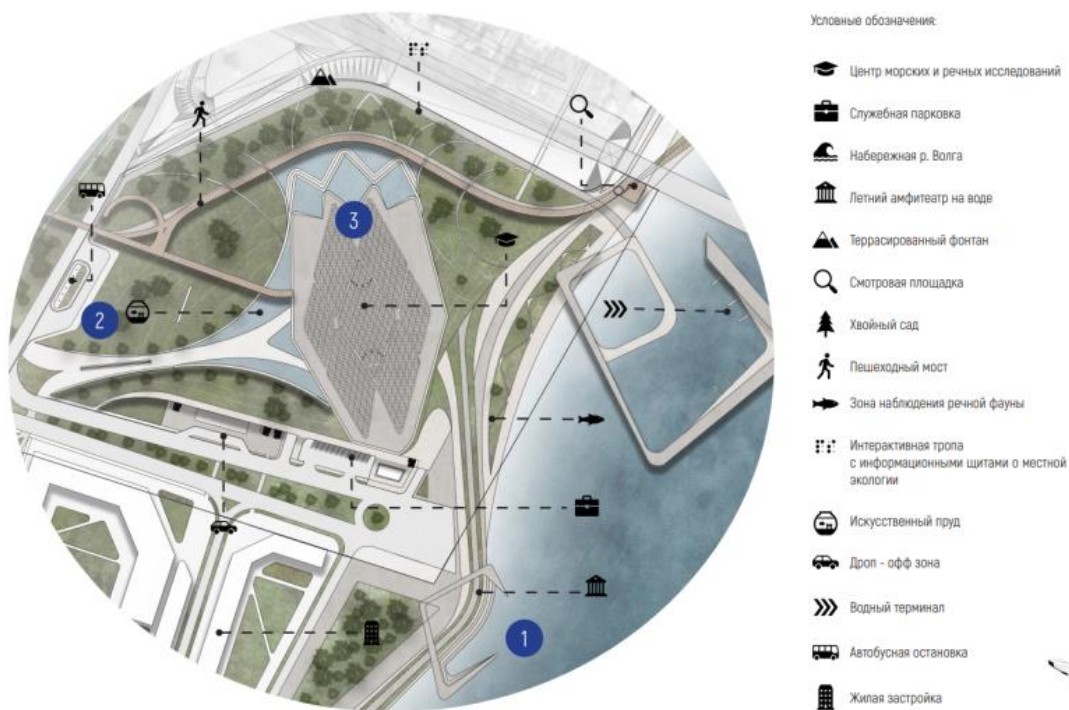 Условные обозначения:
Центр морских и речных исследований
Служебная парковка
Набережная р. Волга
Летний амфитеатр на воде
Террасированный фонтан
Смотровая площадка
Хвойный сад
Пешеходный мост
Зона наблюдения речной фауны
Интерактивная тропа
с информационными щитами о местной
экологии
Искусственный пруд
Дроп - офф зона
Водный терминал
Автобусная остановка
Жилая застройка
3
2
1